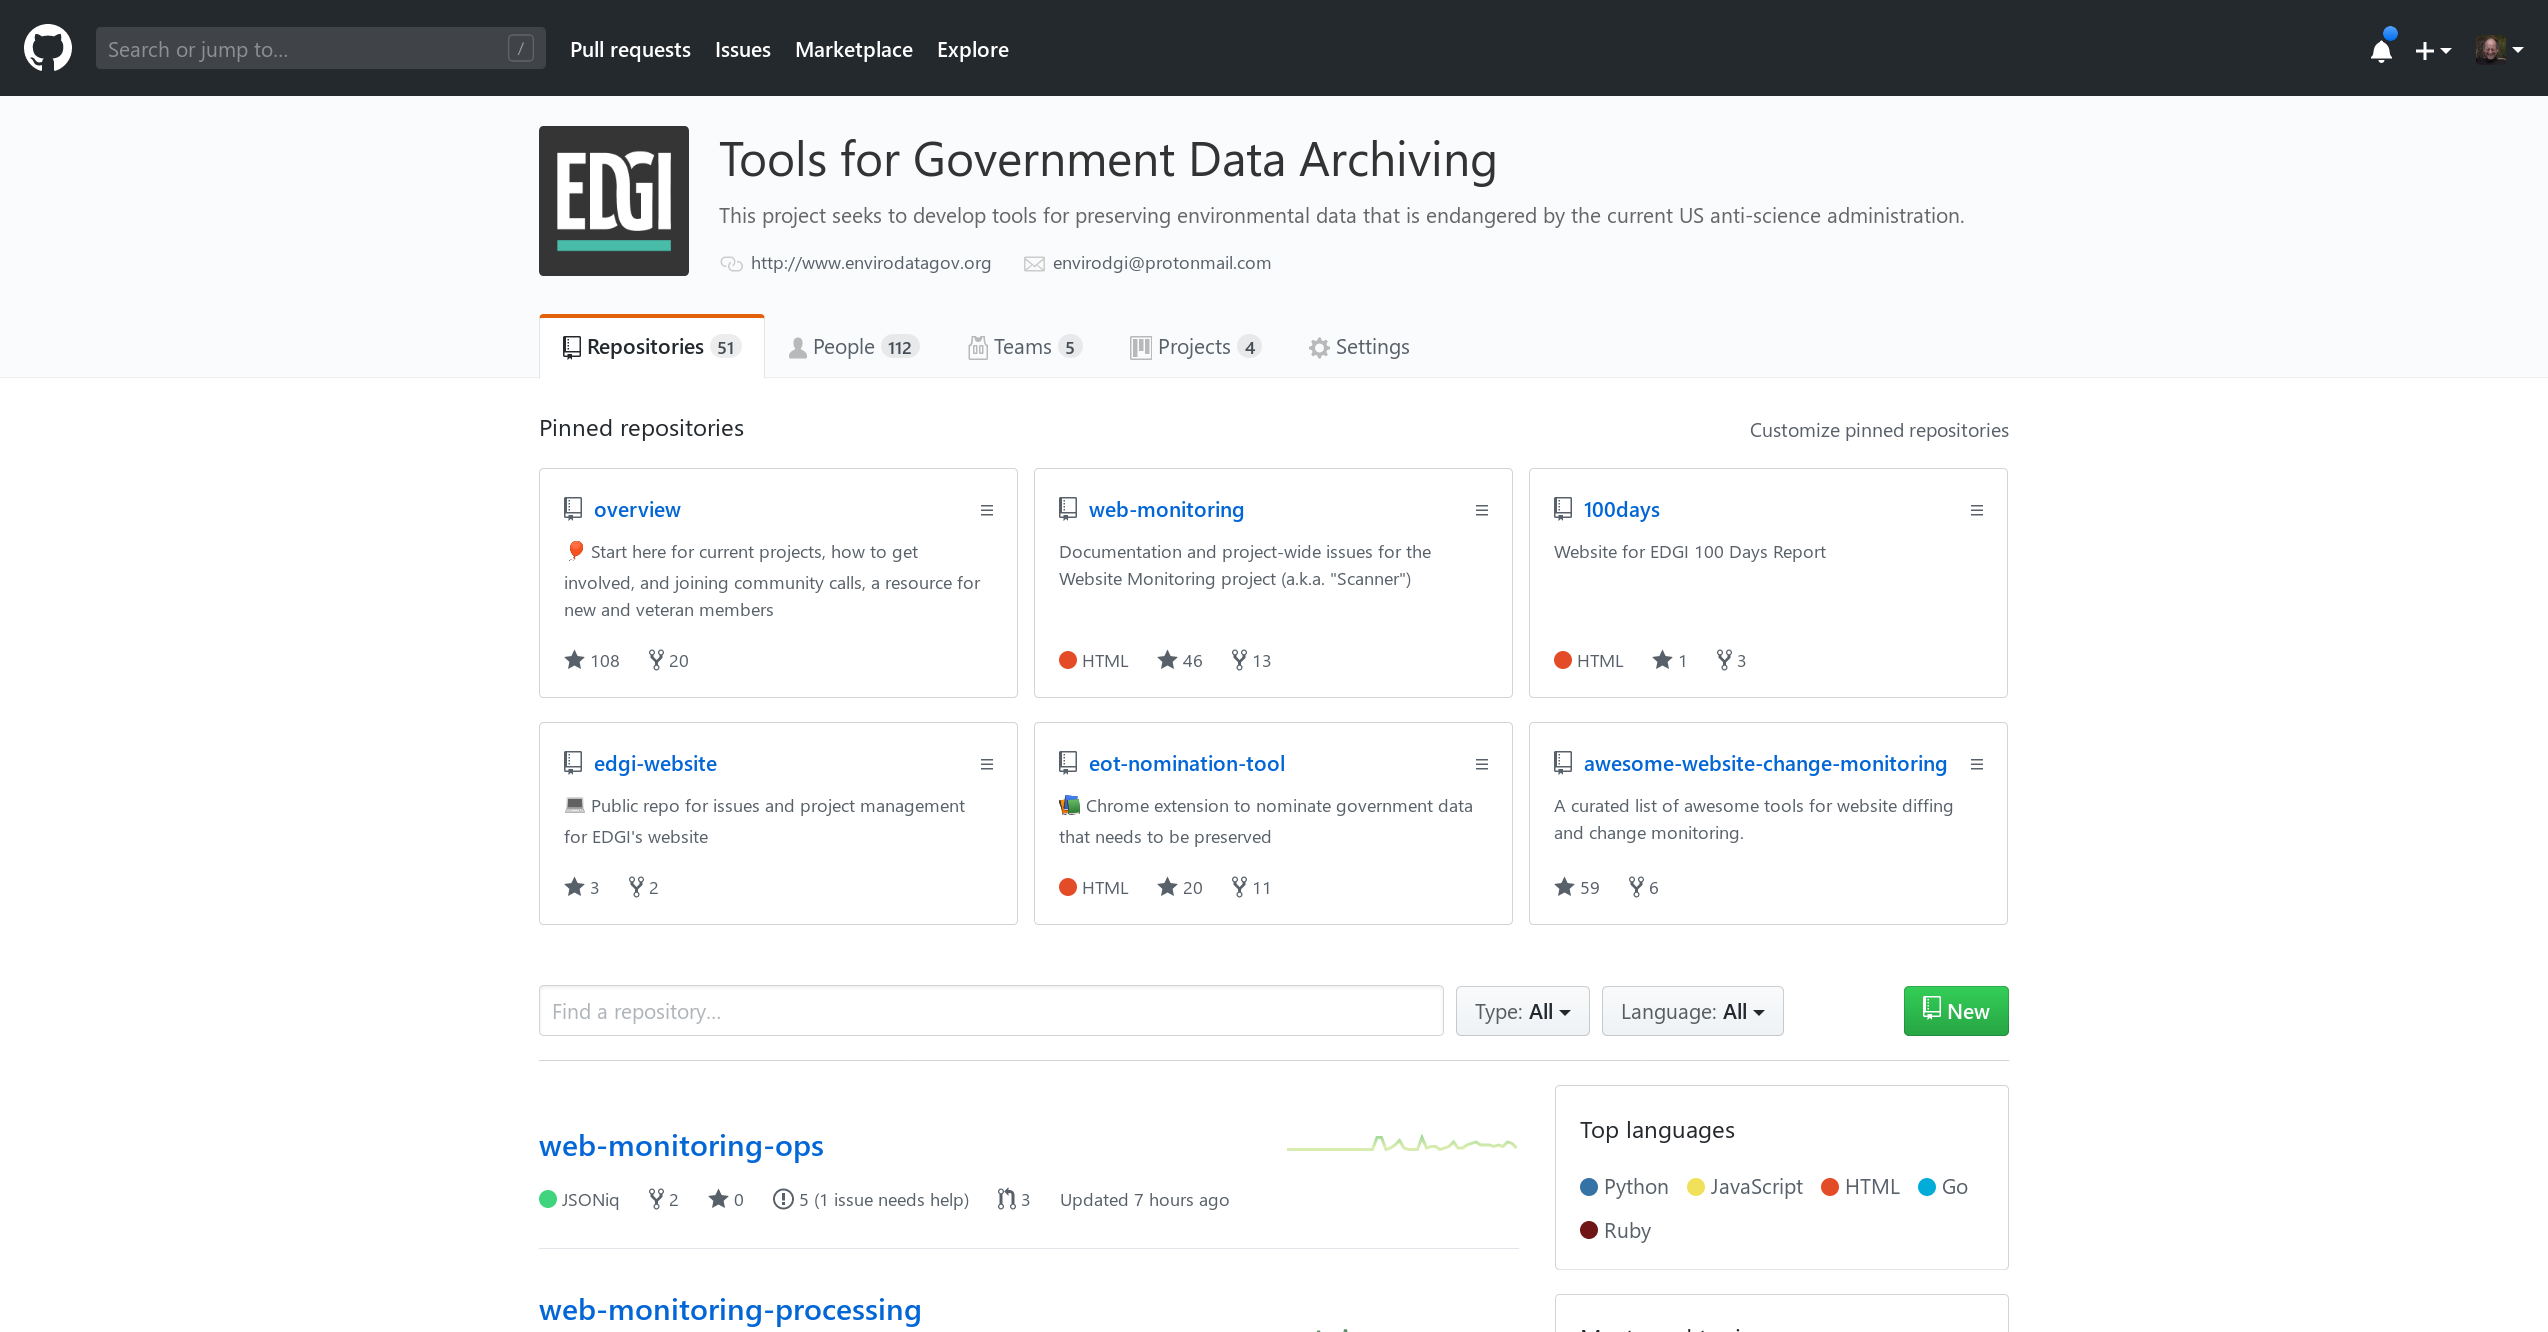 Search or jump to...
/
Pull requests
Issues
Marketplace
Explore
EDGI
Tools for Government Data Archiving
This project seeks to develop tools for preserving environmental data that is endangered by the current US anti-science administration.
http://www.envirodatagov.org
envirodgi@protonmail.com
Repositories 51
People 112
Teams 5
Projects 4
Settings
Pinned repositories
Customize pinned repositories
overview
Start here for current projects, how to get
involved, and joining community calls, a resource for
new and veteran members
108 20
web-monitoring
Documentation and project-wide issues for the
Website Monitoring project (a.k.a. "Scanner")
HTML 46 13
100days
Website for EDGI 100 Days Report
HTML 1 3
edgi-website
Public repo for issues and project management
for EDGI's website
3 2
eot-nomination-tool
Chrome extension to nominate government data
that needs to be preserved
HTML 20 11
awesome-website-change-monitoring
A curated list of awesome tools for website diffing
and change monitoring.
59 6
Find a repository...
Type: All
Language: All
New
web-monitoring-ops
JSONiq 2 0 5 (1 issue needs help) 3 Updated 7 hours ago
web-monitoring-processing
Top languages
Python JavaScript HTML Go
Ruby